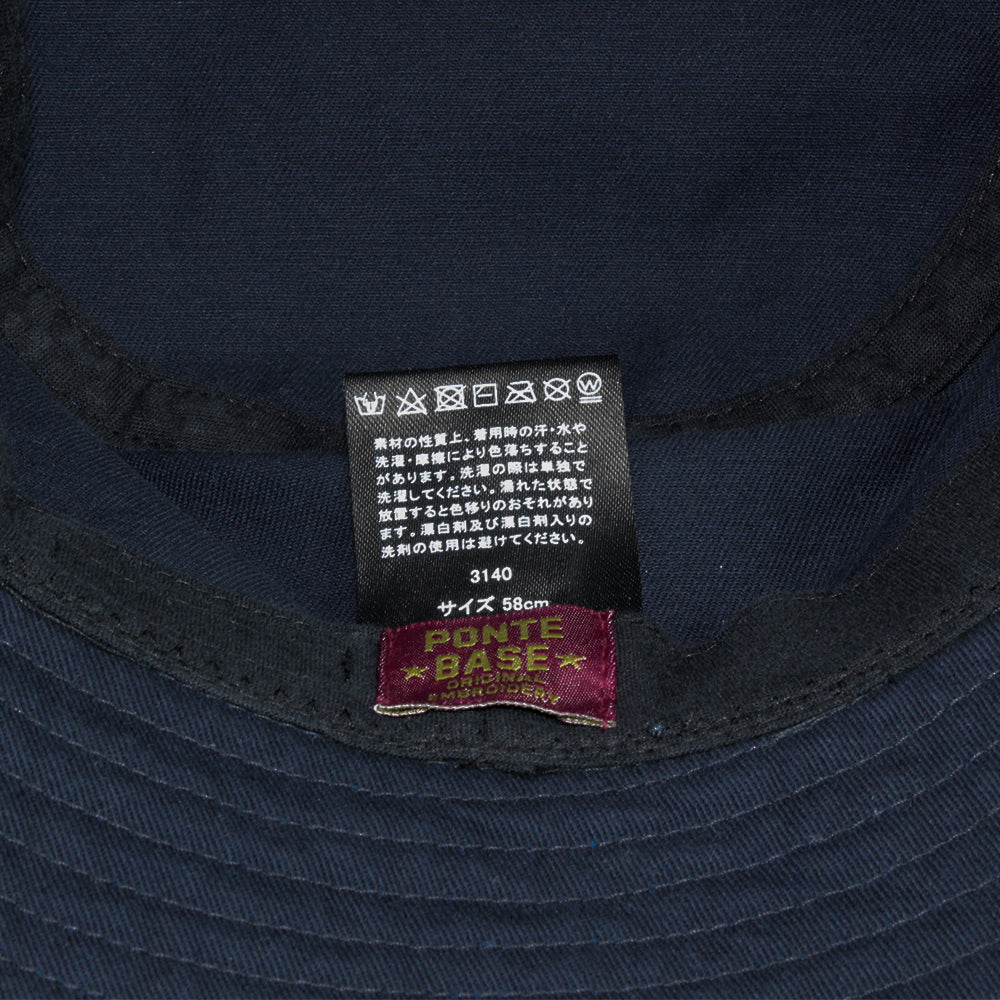 W
素材の性質上、着用時の汗・水や
洗濯・摩擦により色落ちすること
があります。洗濯の際は単独で
洗濯してください。濡れた状態で
放置すると色移りのおそれがあり
ます。漂白剤及び漂白剤入りの
洗剤の使用は避けてください。
3140
サイズ 58cm
PONTE
BASE
ORIGINAL
EMBROIDERY